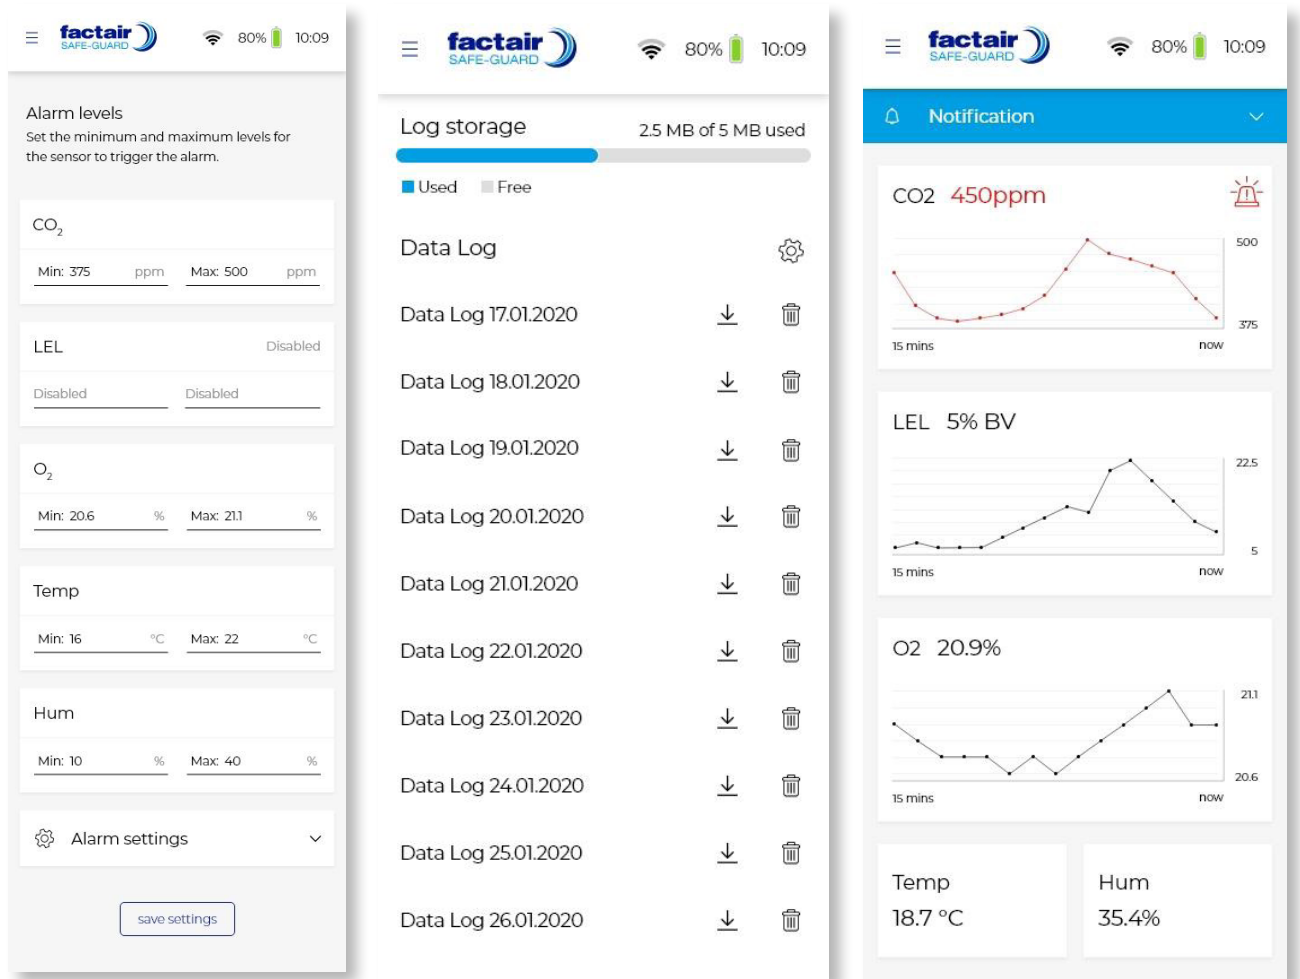 factair
SAFE-GUARD
80%
10:09
Alarm levels
Set the minimum and maximum levels for
the sensor to trigger the alarm.
CO₂
Min: 375 ppm Max: 500 ppm
LEL Disabled
Disabled Disabled
O₂
Min: 20.6 % Max: 21.1 %
Temp
Min: 16 °C Max: 22 °C
Hum
Min: 10 % Max: 40 %
Alarm settings
save settings
factair
SAFE-GUARD
80%
10:09
Log storage 2.5 MB of 5 MB used
Used Free
Data Log
Data Log 17.01.2020
Data Log 18.01.2020
Data Log 19.01.2020
Data Log 20.01.2020
Data Log 21.01.2020
Data Log 22.01.2020
Data Log 23.01.2020
Data Log 24.01.2020
Data Log 25.01.2020
Data Log 26.01.2020
factair
SAFE-GUARD
80%
10:09
Notification
CO2 450ppm
500
375
15 mins now
LEL 5% BV
22.5
5
15 mins now
O2 20.9%
21.1
20.6
15 mins now
Temp
18.7 °C
Hum
35.4%